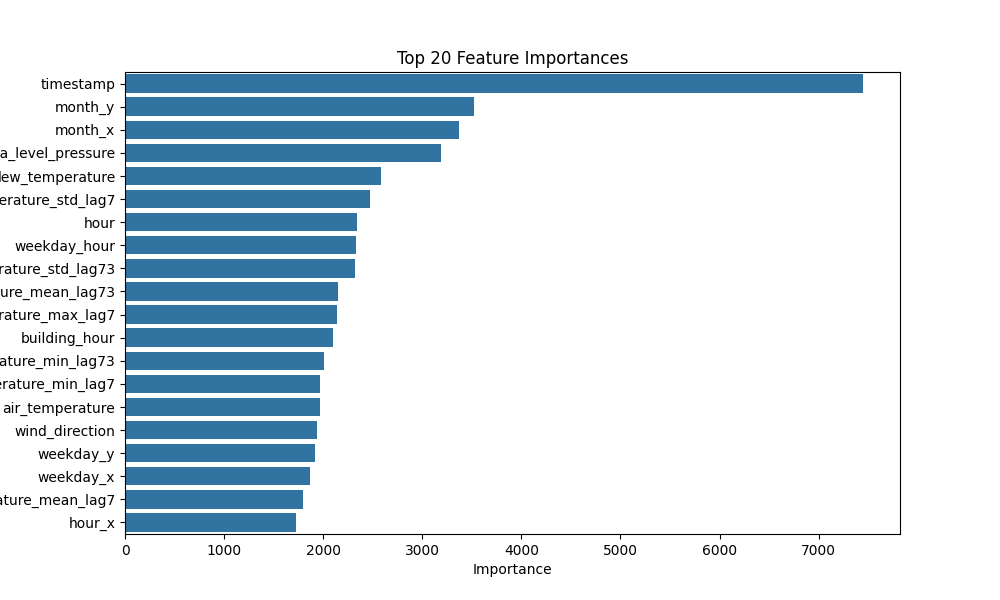 Top 20 Feature Importances
timestamp
month_y
month_x
a_level_pressure
dew_temperature
erature_std_lag7
hour
weekday_hour
rature_std_lag73
ure_mean_lag73
rature_max_lag7
building_hour
ature_min_lag73
erature_min_lag7
air_temperature
wind_direction
weekday_y
weekday_x
ature_mean_lag7
hour_x
0 1000 2000 3000 4000 5000 6000 7000
Importance